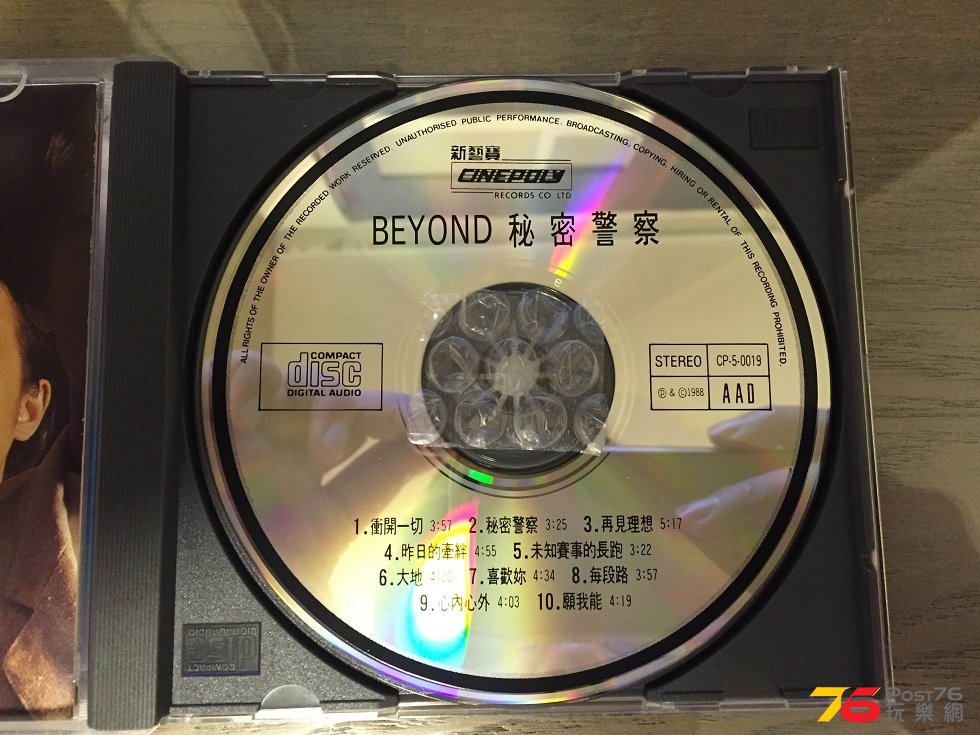 ALL RIGHTS OF THE OWNER OF THE RECORDED WORK RESERVED. UNAUTHORISED PUBLIC PERFORMANCE, BROADCASTING, COPYING, HIRING OR RENTAL OF THIS RECORDING PROHIBITED.
新藝寶
CINEPOLY
RECORDS CO LTD
BEYOND 秘密警察
COMPACT
disc
DIGITAL AUDIO
STEREO CP-5-0019
Ⓟ & ©1988 AAD
1.衝開一切 3:57 2.秘密警察 3:25 3.再見理想 5:17
4.昨日的牽絆 4:55 5.未知賽事的長跑 3:22
6.大地 7.喜歡妳 4:34 8.每段路 3:57
9.心內心外 4:03 10.願我能 4:19
COMPACT
disc
DIGITAL AUDIO
76 Post76
玩樂網